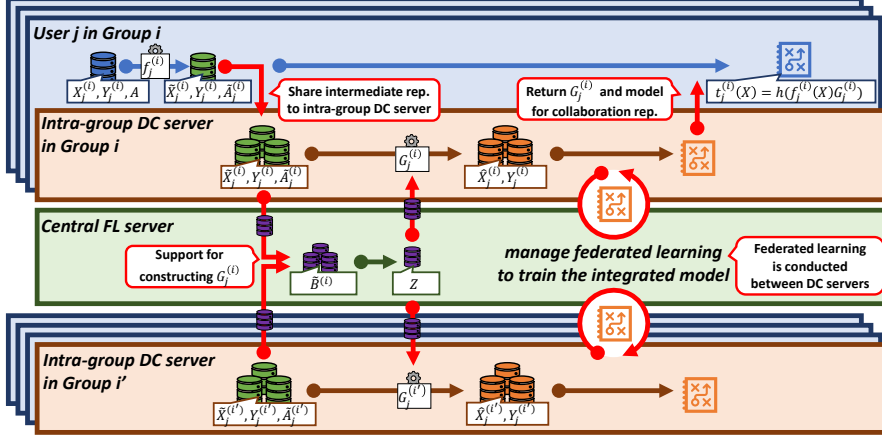 User j in Group i
f_j^{(i)}
X_j^{(i)}, Y_j^{(i)}, A
X̃_j^{(i)}, Y_j^{(i)}, Ã_j^{(i)}
t_j^{(i)}(X) = h(f_j^{(i)}(X)G_j^{(i)})
Share intermediate rep.
to intra-group DC server
Return G_j^{(i)} and model
for collaboration rep.
Intra-group DC server
in Group i
G_j^{(i)}
X̃_j^{(i)}, Y_j^{(i)}, Ã_j^{(i)}
X̂_j^{(i)}, Y_j^{(i)}
Central FL server
Support for
constructing G_j^{(i)}
B̃^{(i)}
Z
manage federated learning
to train the integrated model
Federated learning
is conducted
between DC servers
Intra-group DC server
in Group i’
G_j^{(i')}
X̃_j^{(i')}, Y_j^{(i')}, Ã_j^{(i')}
X̂_j^{(i')}, Y_j^{(i')}